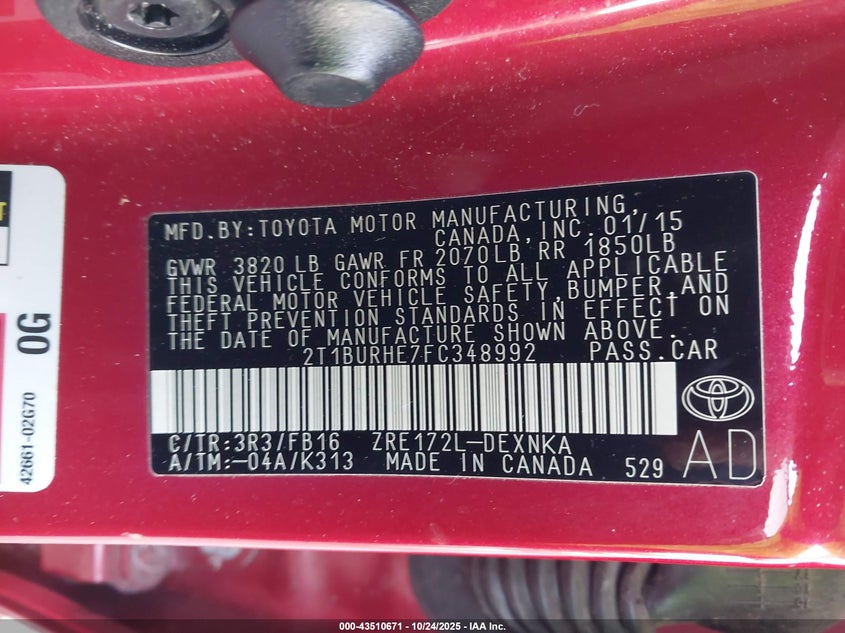 MFD.BY:TOYOTA MOTOR MANUFACTURING,
CANADA,INC. 01/15
GVWR 3820 LB GAWR FR 2070LB RR 1850LB
THIS VEHICLE CONFORMS TO ALL APPLICABLE
FEDERAL MOTOR VEHICLE SAFETY,BUMPER,AND
THEFT PREVENTION STANDARDS IN EFFECT ON
THE DATE OF MANUFACTURE SHOWN ABOVE.
2T1BURHE7FC348992 PASS.CAR
C/TR:3R3/FB16 ZRE172L-DEXNKA
A/TM:-04A/K313 MADE IN CANADA 529
AD
0G
42661-02G70
000-43510671 - 10/24/2025 - IAA Inc.